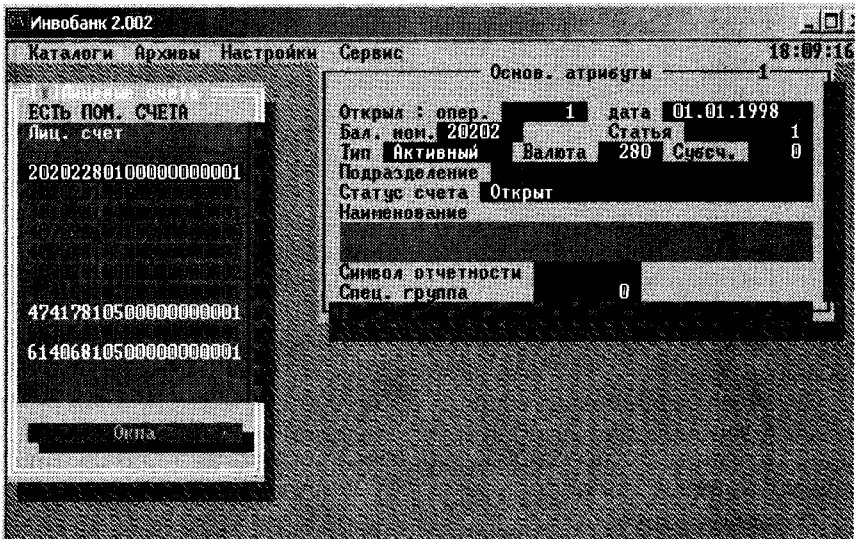 Инвобанк 2.002
Каталоги Архивы Настройки Сервис 18:09:16
Лицевые счета
ЕСТЬ ПОМ. СЧЕТА
Лиц. счет
20202280100000000001
47417810500000000001
61406810500000000001
Окна
Основ. атрибуты 1
Открыл : опер. 1 дата 01.01.1998
Бал. ном. 20202 Статья 1
Тип Активный Валюта 280 Субсч. 0
Подразделение
Статус счета Открыт
Наименование
Символ отчетности
Спец. группа 0